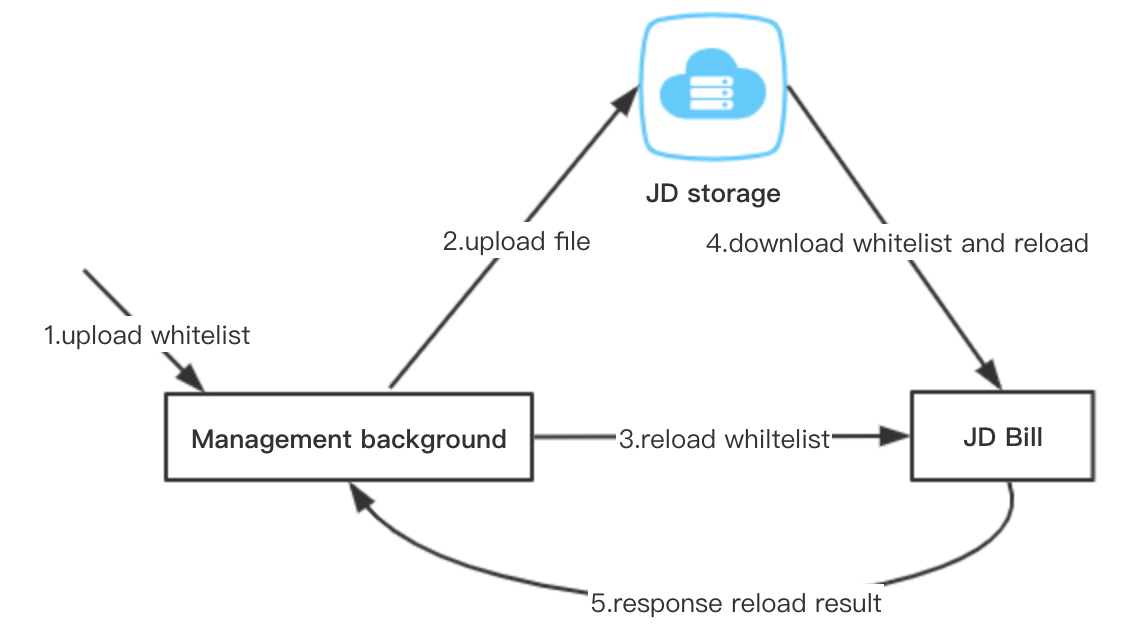 JD storage
2.upload file
4.download whitelist and reload
1.upload whitelist
Management background
3.reload whiltelist
JD Bill
5.response reload result